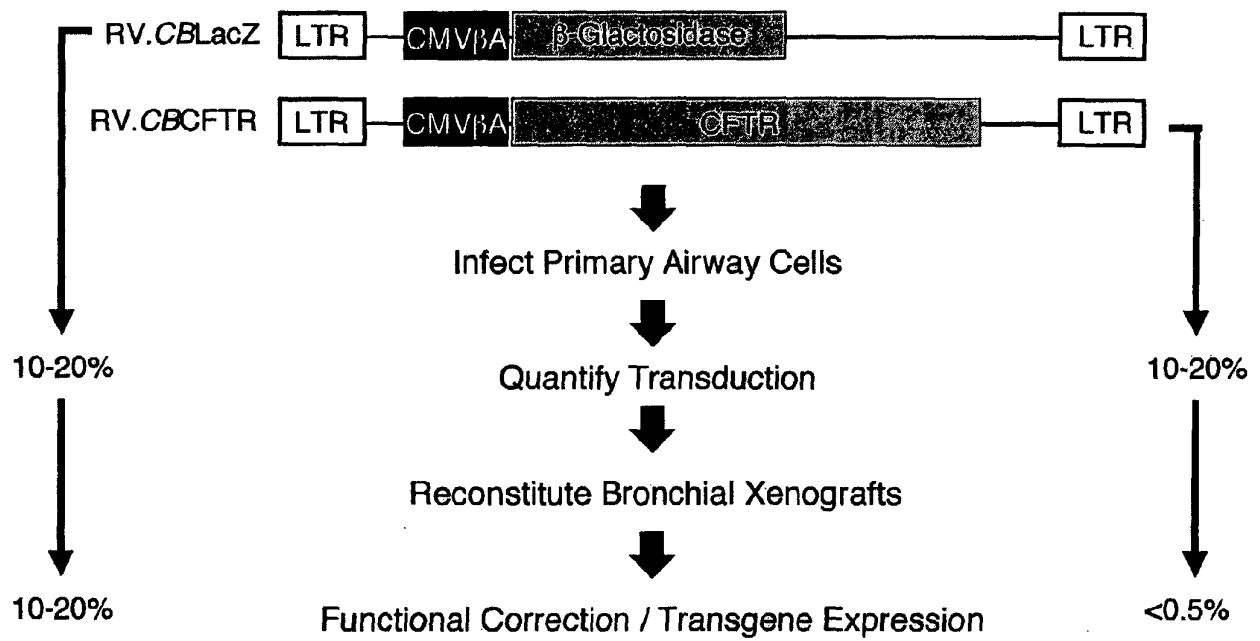 RV.CBLacZ LTR CMVβA β-Glactosidase LTR
RV.CBCFTR LTR CMVβA CFTR LTR
Infect Primary Airway Cells
10-20% Quantify Transduction 10-20%
Reconstitute Bronchial Xenografts
10-20% Functional Correction / Transgene Expression <0.5%